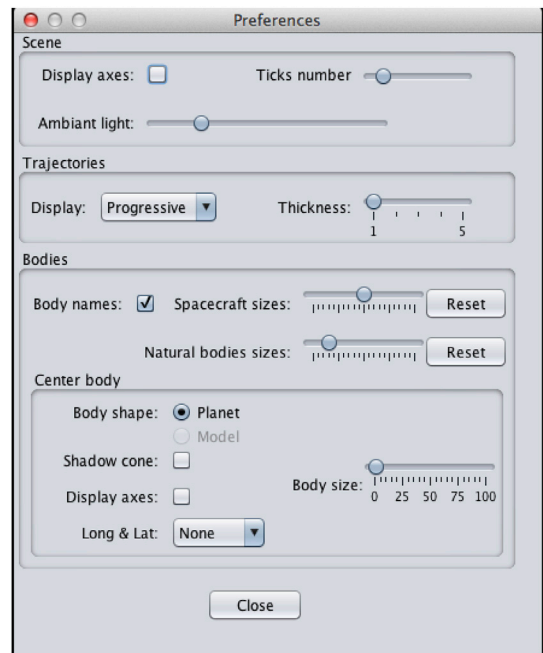 Preferences
Scene
Display axes: Ticks number
Ambiant light:
Trajectories
Display: Progressive Thickness:
1 5
Bodies
Body names: Spacecraft sizes: Reset
Natural bodies sizes: Reset
Center body
Body shape: Planet
Model
Shadow cone:
Body size:
0 25 50 75 100
Display axes:
Long & Lat: None
Close